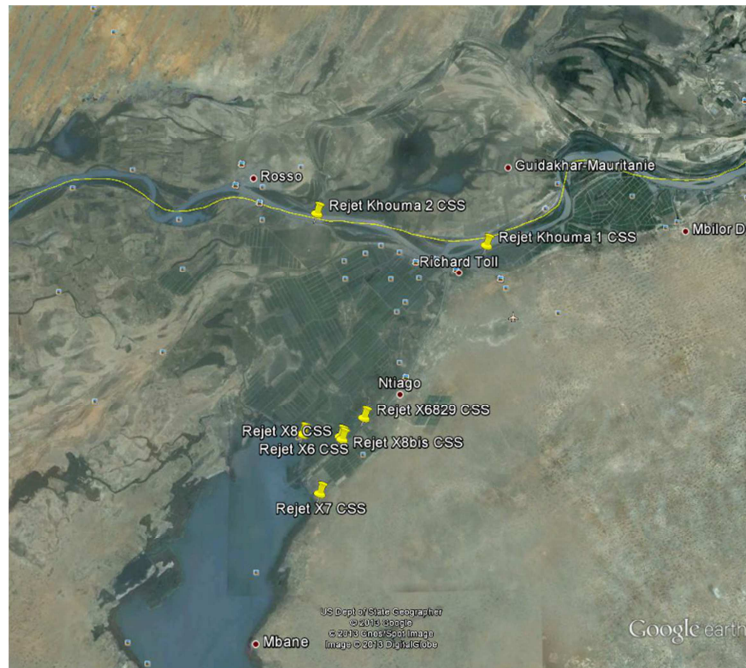 Guidakhar-Mauritanie
Rosso
Rejet Khouma 2 CSS
Mbilor D
Rejet Khouma 1 CSS
Richard Toll
Ntiago
Rejet X6829 CSS
Rejet X8 CSS
Rejet X8bis CSS
Rejet X6 CSS
Rejet X7 CSS
US Dept of State Geographer
© 2013 Google
© 2013 Cnes/Spot Image
Image © 2013 DigitalGlobe
Google earth
Mbane